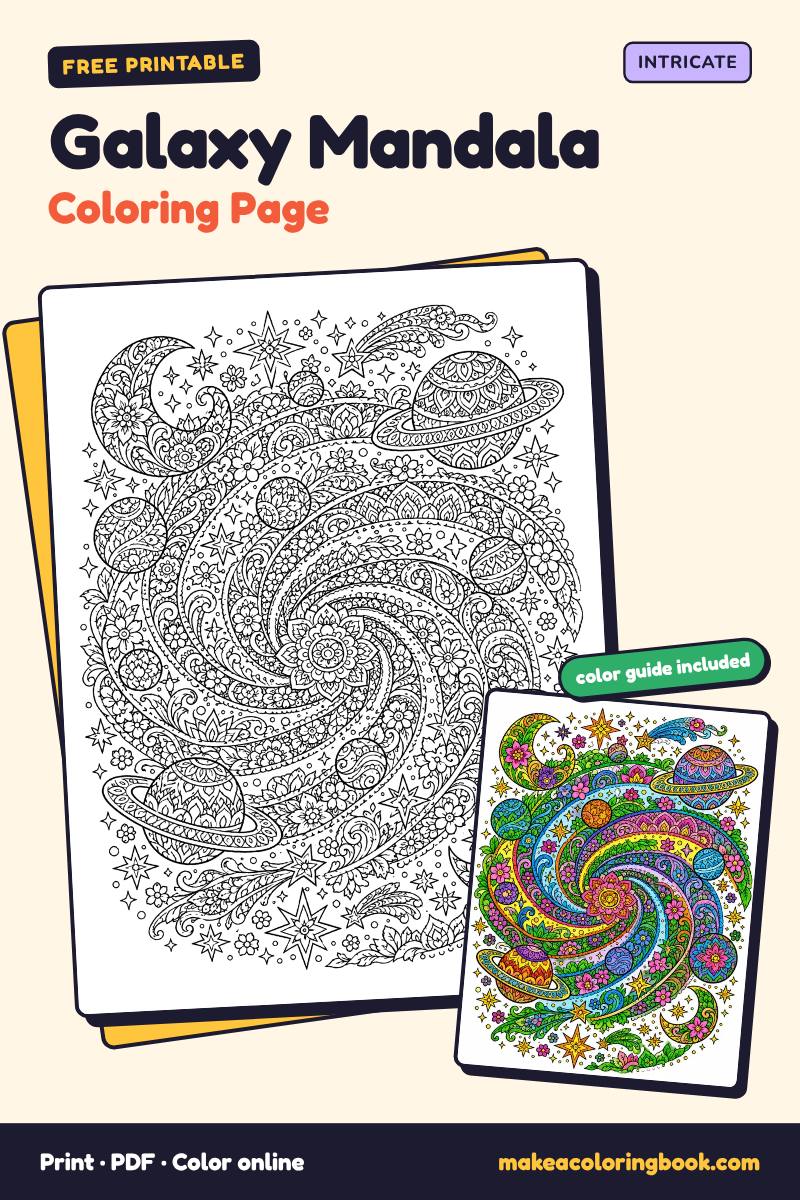 FREE PRINTABLE
INTRICATE
Galaxy Mandala
Coloring Page
color guide included
Print · PDF · Color online
makeacoloringbook.com